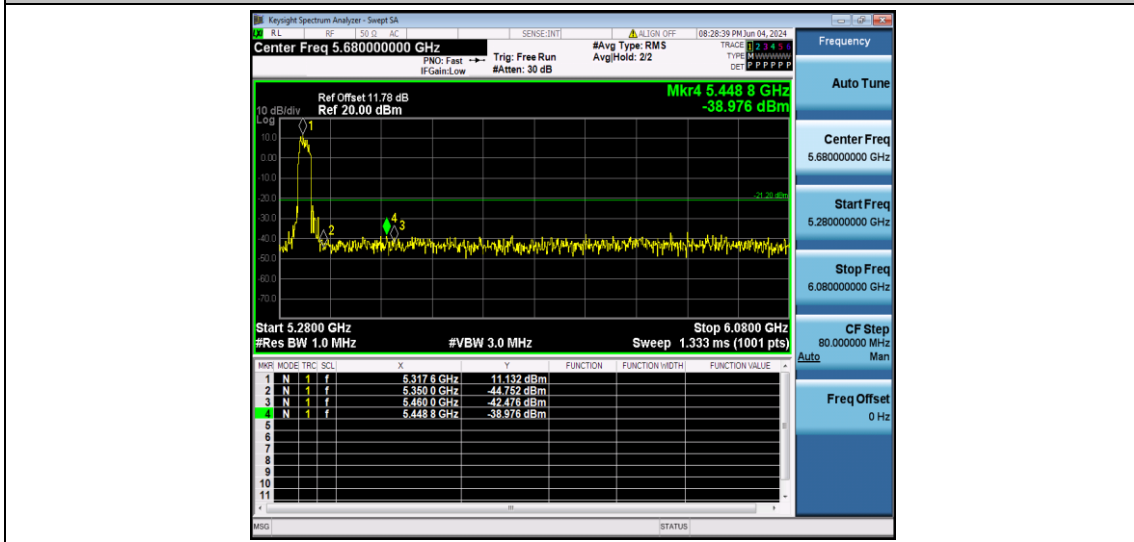 Keysight Spectrum Analyzer - Swept SA
RL RF 50 Ω AC SENSE:INT ALIGN OFF 08:28:39 PM Jun 04, 2024
Center Freq 5.680000000 GHz
PNO: Fast
IFGain:Low
Trig: Free Run
#Atten: 30 dB
#Avg Type: RMS
Avg|Hold: 2/2
TRACE 1 2 3 4 5 6
TYPE M WWWWW
DET P P P P P P
Frequency
Auto Tune
Mkr4 5.448 8 GHz
-38.976 dBm
Ref Offset 11.78 dB
10 dB/div Ref 20.00 dBm
Log
10.0
0.00
-10.0
-20.0
-30.0
-40.0
-50.0
-60.0
-70.0
1
2
4
3
-21.20 dBm
Center Freq
5.680000000 GHz
Start Freq
5.280000000 GHz
Stop Freq
6.080000000 GHz
Start 5.2800 GHz Stop 6.0800 GHz
#Res BW 1.0 MHz #VBW 3.0 MHz Sweep 1.333 ms (1001 pts)
CF Step
80.000000 MHz
Auto Man
Freq Offset
0 Hz
MKR MODE TRC SCL X Y FUNCTION FUNCTION WIDTH FUNCTION VALUE
1 N 1 f 5.317 6 GHz 11.132 dBm
2 N 1 f 5.350 0 GHz -44.752 dBm
3 N 1 f 5.460 0 GHz -42.476 dBm
4 N 1 f 5.448 8 GHz -38.976 dBm
5
6
7
8
9
10
11
MSG STATUS